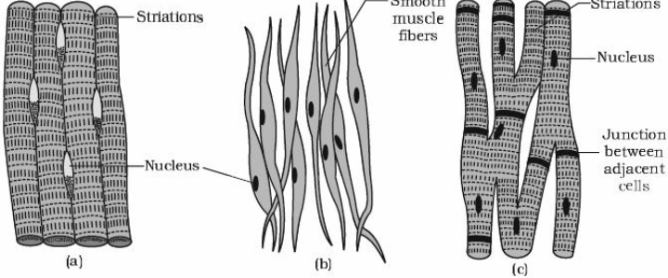 Striations
Nucleus
(a)
Smooth
muscle
fibers
(b)
Striations
Nucleus
Junction
between
adjacent
cells
(c)